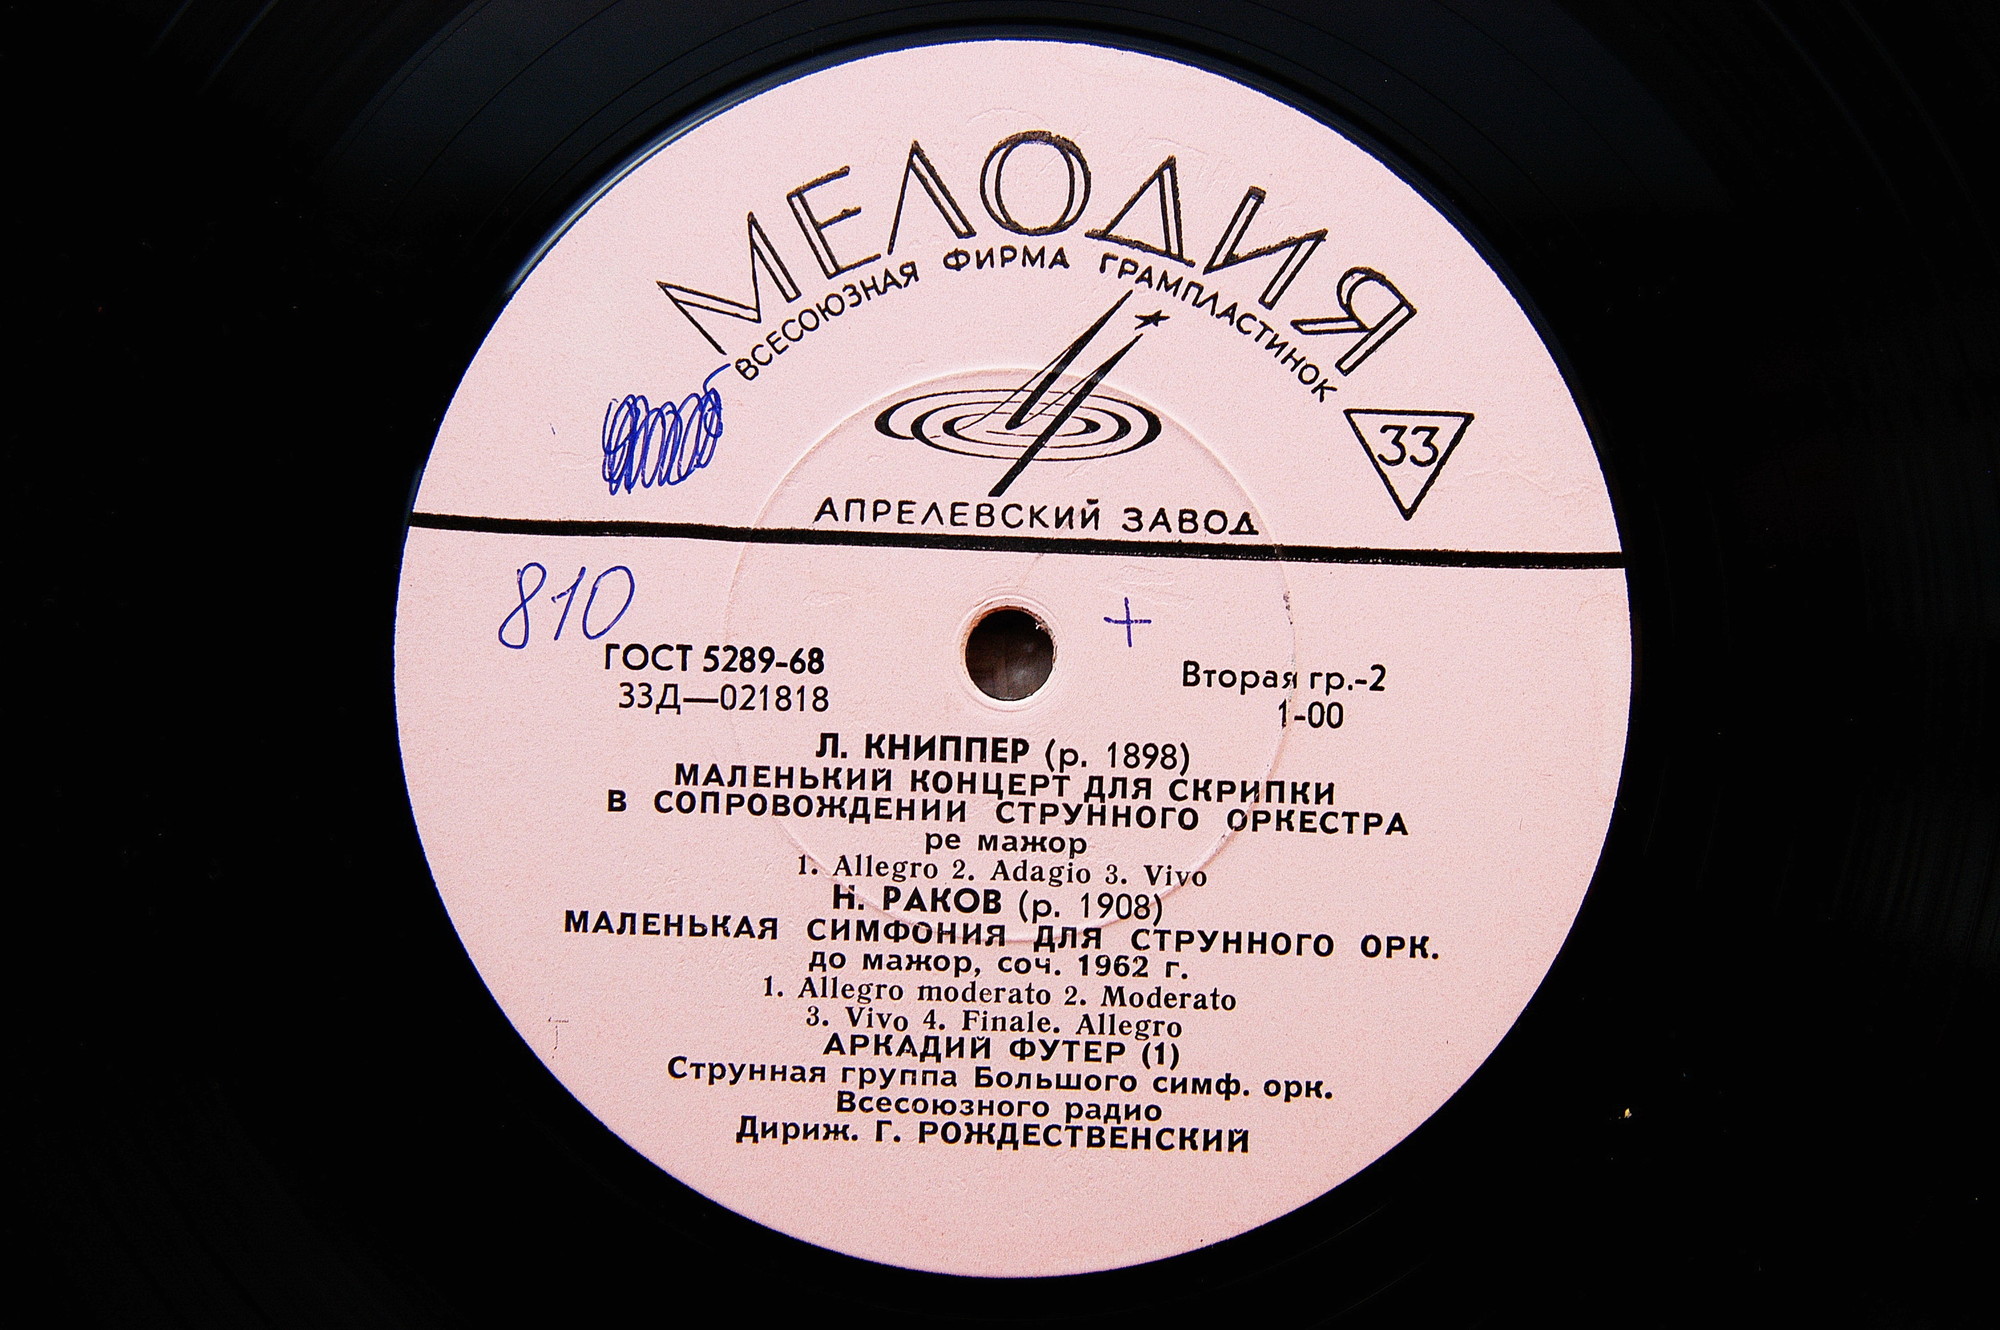 МЕЛОДИЯ
ВСЕСОЮЗНАЯ ФИРМА ГРАМПЛАСТИНОК
33
АПРЕЛЕВСКИЙ ЗАВОД
810
+
ГОСТ 5289-68
Вторая гр.-2
33Д—021818
1-00
Л. КНИППЕР (р. 1898)
МАЛЕНЬКИЙ КОНЦЕРТ ДЛЯ СКРИПКИ
В СОПРОВОЖДЕНИИ СТРУННОГО ОРКЕСТРА
ре мажор
1. Allegro 2. Adagio 3. Vivo
Н. РАКОВ (р. 1908)
МАЛЕНЬКАЯ СИМФОНИЯ ДЛЯ СТРУННОГО ОРК.
до мажор, соч. 1962 г.
1. Allegro moderato 2. Moderato
3. Vivo 4. Finale. Allegro
АРКАДИЙ ФУТЕР (1)
Струнная группа Большого симф. орк.
Всесоюзного радио
Дириж. Г. РОЖДЕСТВЕНСКИЙ